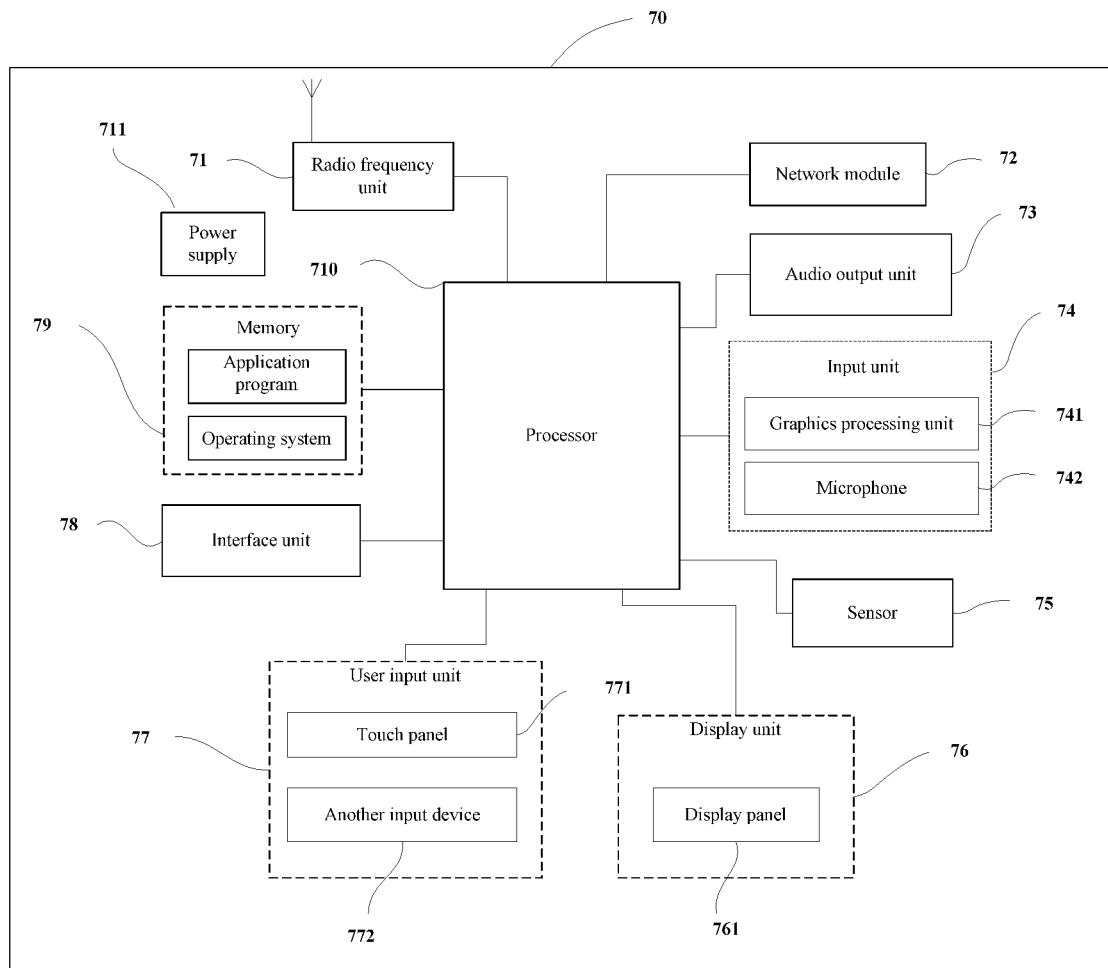 70
711
71
Radio frequency
unit
Network module
72
Power
supply
73
Audio output unit
710
79
Memory
Application
program
Operating system
Processor
74
Input unit
Graphics processing unit
741
Microphone
742
78
Interface unit
Sensor
75
User input unit
771
77
Touch panel
Another input device
772
Display unit
76
Display panel
761